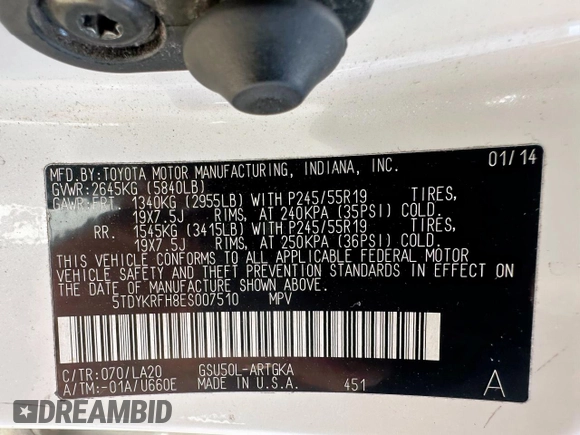 MFD.BY:TOYOTA MOTOR MANUFACTURING, INDIANA, INC. 01/14
GVWR:2645KG (5840LB)
GAWR:FRT. 1340KG (2955LB) WITH P245/55R19 TIRES,
19X7.5J RIMS, AT 240KPA (35PSI) COLD.
RR. 1545KG (3415LB) WITH P245/55R19 TIRES,
19X7.5J RIMS, AT 250KPA (36PSI) COLD.
THIS VEHICLE CONFORMS TO ALL APPLICABLE FEDERAL MOTOR
VEHICLE SAFETY AND THEFT PREVENTION STANDARDS IN EFFECT ON
THE DATE OF MANUFACTURE SHOWN ABOVE.
5TDYKRFH8ES007510 MPV
C/TR:070/LA20 GSU50L-ARTGKA
A/TM:-01A/U660E MADE IN U.S.A. 451 A
DREAMBID